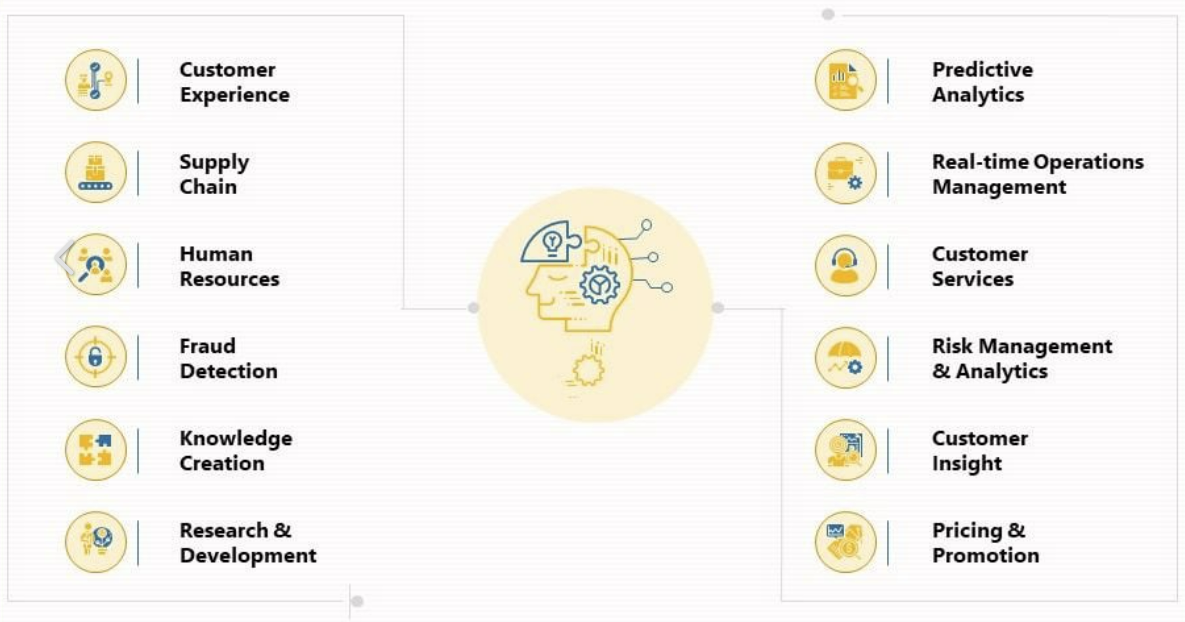 Customer
Experience
Supply
Chain
Human
Resources
Fraud
Detection
Knowledge
Creation
Research &
Development
Predictive
Analytics
Real-time Operations
Management
Customer
Services
Risk Management
& Analytics
Customer
Insight
Pricing &
Promotion